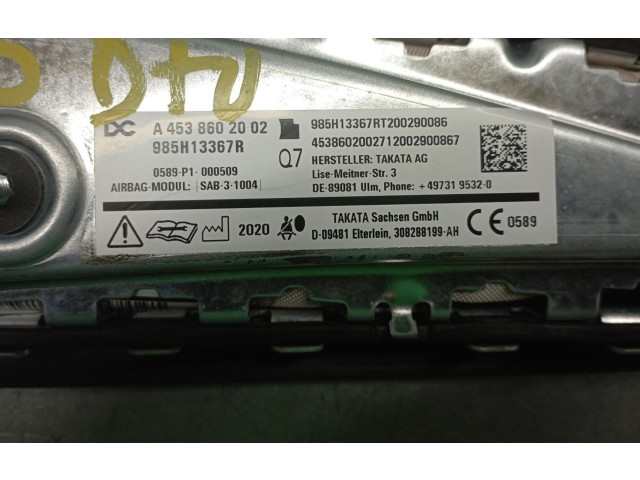 Dto
DC A 453 860 20 02
985H13367R
0589-P1- 000509
AIRBAG-MODUL: SAB-3-1004
Q7
985H13367RT200290086
4538602002712002900867
HERSTELLER: TAKATA AG
Lise-Meitner-Str. 3
DE-89081 Ulm, Phone: +49731 9532-0
2020
TAKATA Sachsen GmbH
D-09481 Elterlein, 308288199-AH
CE 0589